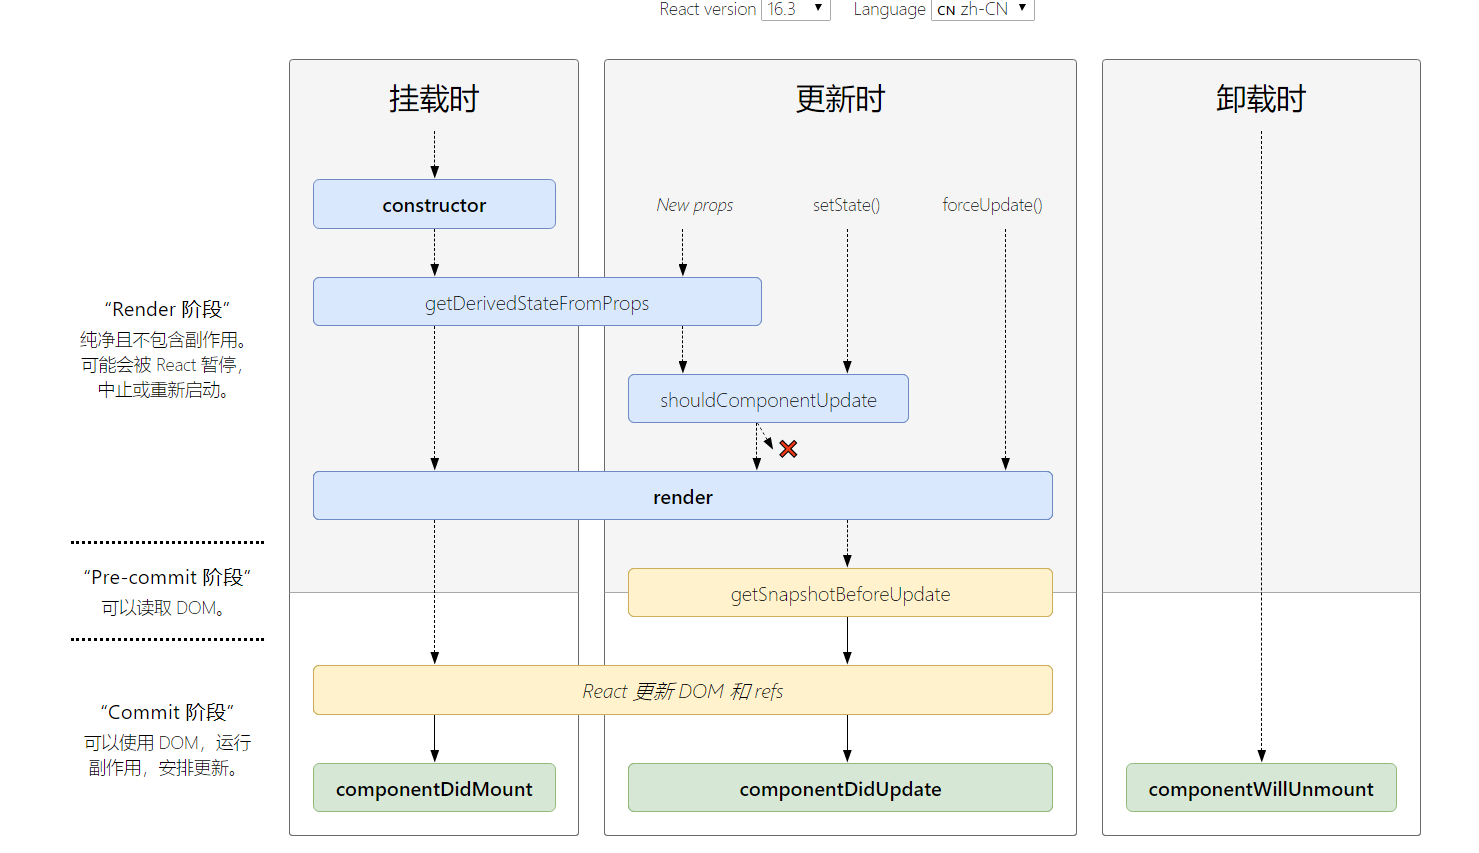 React version 16.3 Language CN zh-CN
挂载时
更新时
卸载时
constructor
New props
setState()
forceUpdate()
“Render 阶段”
纯净且不包含副作用。
可能会被 React 暂停，
中止或重新启动。
getDerivedStateFromProps
shouldComponentUpdate
render
“Pre-commit 阶段”
可以读取 DOM。
getSnapshotBeforeUpdate
React 更新 DOM 和 refs
“Commit 阶段”
可以使用 DOM，运行
副作用，安排更新。
componentDidMount
componentDidUpdate
componentWillUnmount